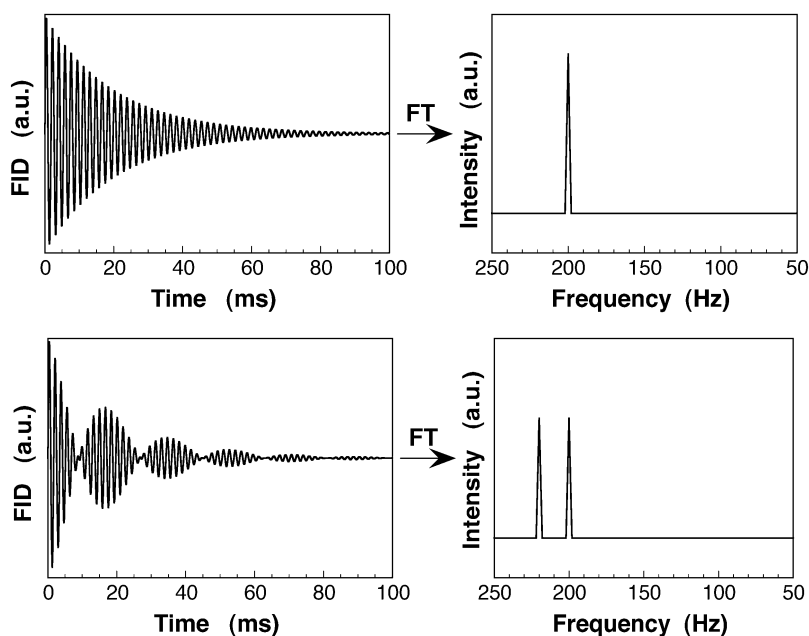 FID (a.u.)
0 20 40 60 80 100
Time (ms)
FT
Intensity (a.u.)
250 200 150 100 50
Frequency (Hz)
FID (a.u.)
0 20 40 60 80 100
Time (ms)
FT
Intensity (a.u.)
250 200 150 100 50
Frequency (Hz)